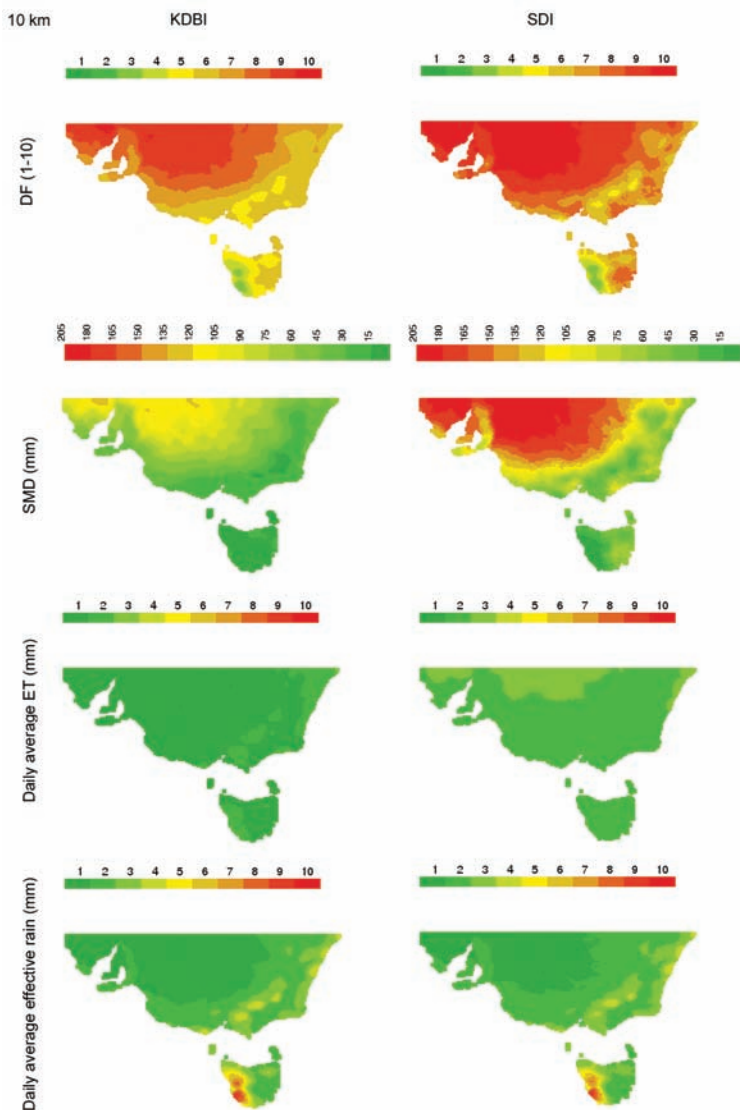 10 km KDBI SDI
1 2 3 4 5 6 7 8 9 10 1 2 3 4 5 6 7 8 9 10
DF (1-10)
205 180 165 150 135 120 105 90 75 60 45 30 15 205 180 165 150 135 120 105 90 75 60 45 30 15
SMD (mm)
1 2 3 4 5 6 7 8 9 10 1 2 3 4 5 6 7 8 9 10
Daily average ET (mm)
1 2 3 4 5 6 7 8 9 10 1 2 3 4 5 6 7 8 9 10
Daily average effective rain (mm)